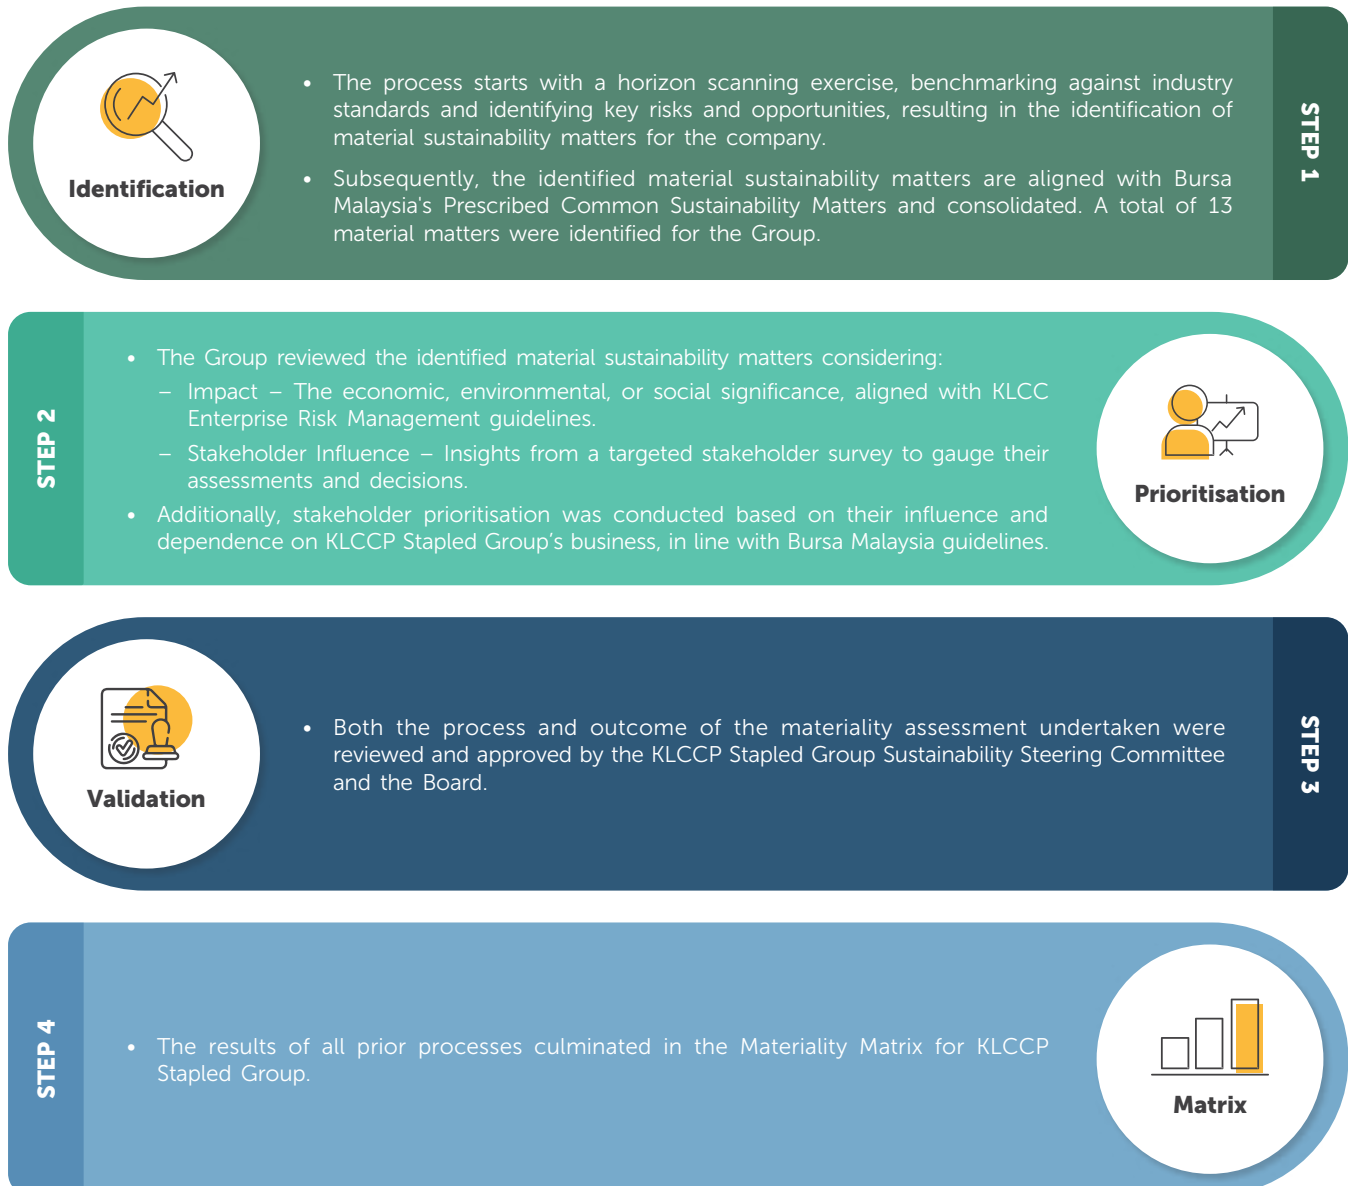 Identification
• The process starts with a horizon scanning exercise, benchmarking against industry
standards and identifying key risks and opportunities, resulting in the identification of
material sustainability matters for the company.
• Subsequently, the identified material sustainability matters are aligned with Bursa
Malaysia's Prescribed Common Sustainability Matters and consolidated. A total of 13
material matters were identified for the Group.
STEP 1
STEP 2
• The Group reviewed the identified material sustainability matters considering:
– Impact – The economic, environmental, or social significance, aligned with KLCC
Enterprise Risk Management guidelines.
– Stakeholder Influence – Insights from a targeted stakeholder survey to gauge their
assessments and decisions.
• Additionally, stakeholder prioritisation was conducted based on their influence and
dependence on KLCCP Stapled Group’s business, in line with Bursa Malaysia guidelines.
Prioritisation
Validation
• Both the process and outcome of the materiality assessment undertaken were
reviewed and approved by the KLCCP Stapled Group Sustainability Steering Committee
and the Board.
STEP 3
STEP 4
• The results of all prior processes culminated in the Materiality Matrix for KLCCP
Stapled Group.
Matrix